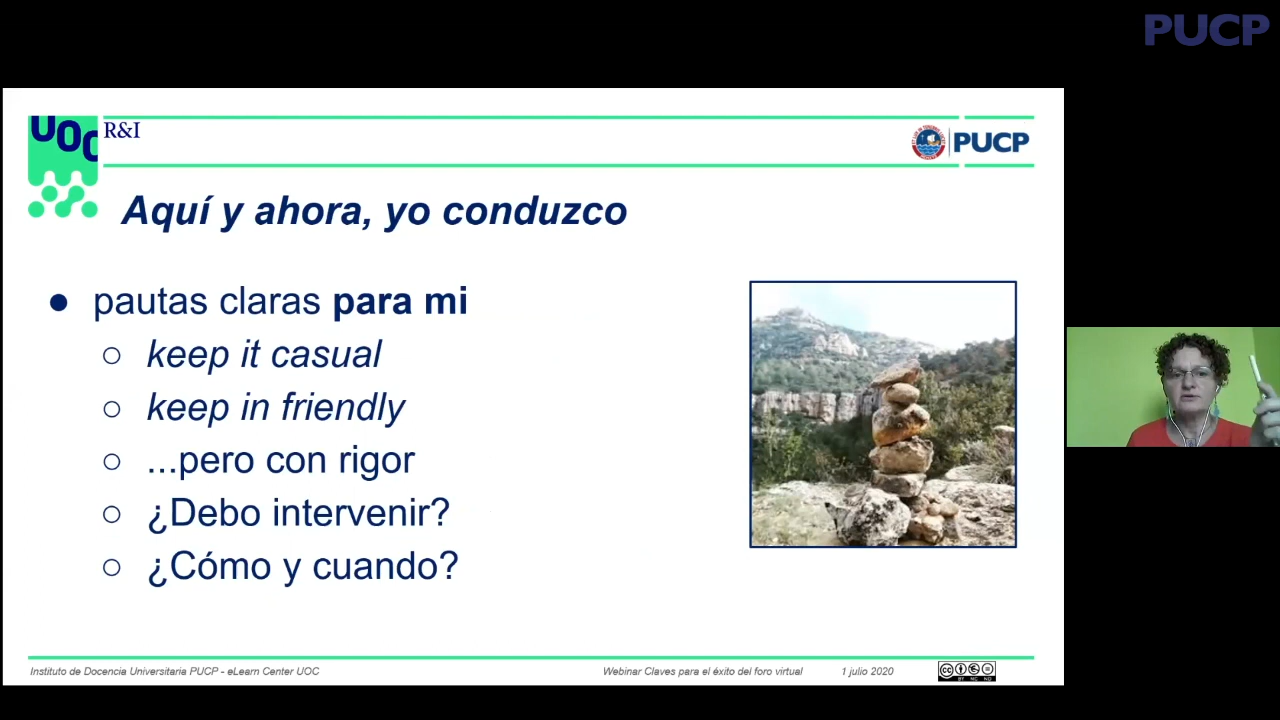 PUCP
UOC R&I
PUCP
Aquí y ahora, yo conduzco
● pautas claras para mi
○ keep it casual
○ keep in friendly
○ ...pero con rigor
○ ¿Debo intervenir?
○ ¿Cómo y cuando?
Instituto de Docencia Universitaria PUCP - eLearn Center UOC
Webinar Claves para el éxito del foro virtual
1 julio 2020
cc
BY NC ND